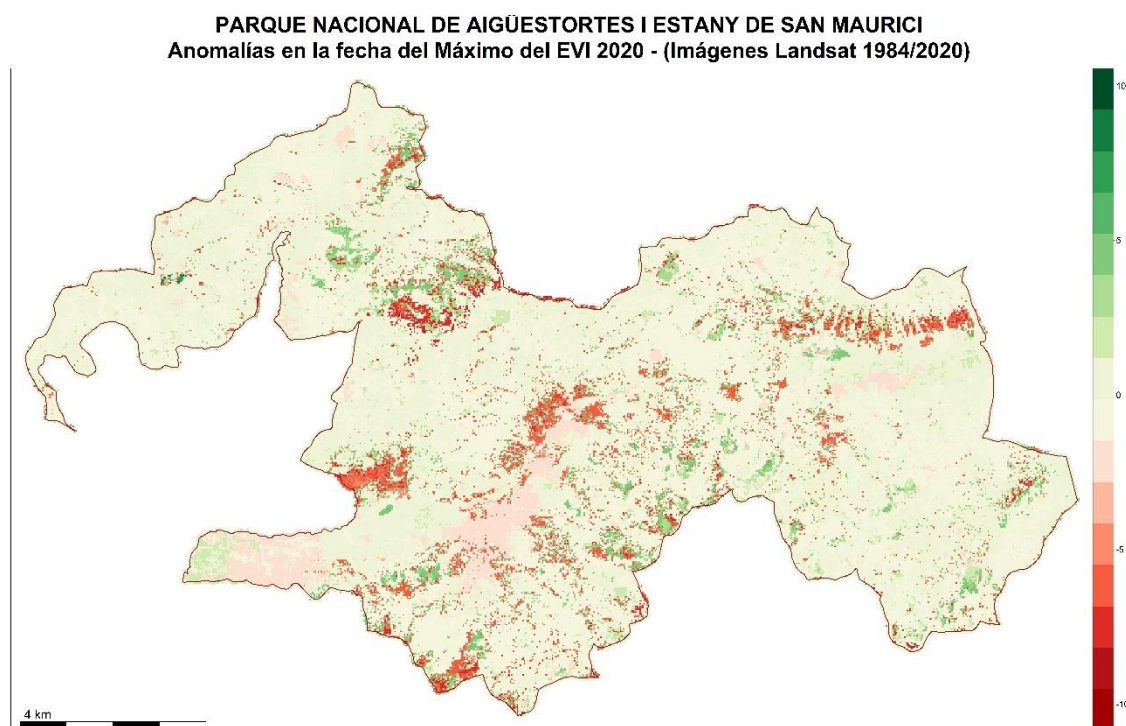 PARQUE NACIONAL DE AIGÜESTORTES I ESTANY DE SAN MAURICI
Anomalías en la fecha del Máximo del EVI 2020 - (Imágenes Landsat 1984/2020)
10
5
0
-5
-10
4 km